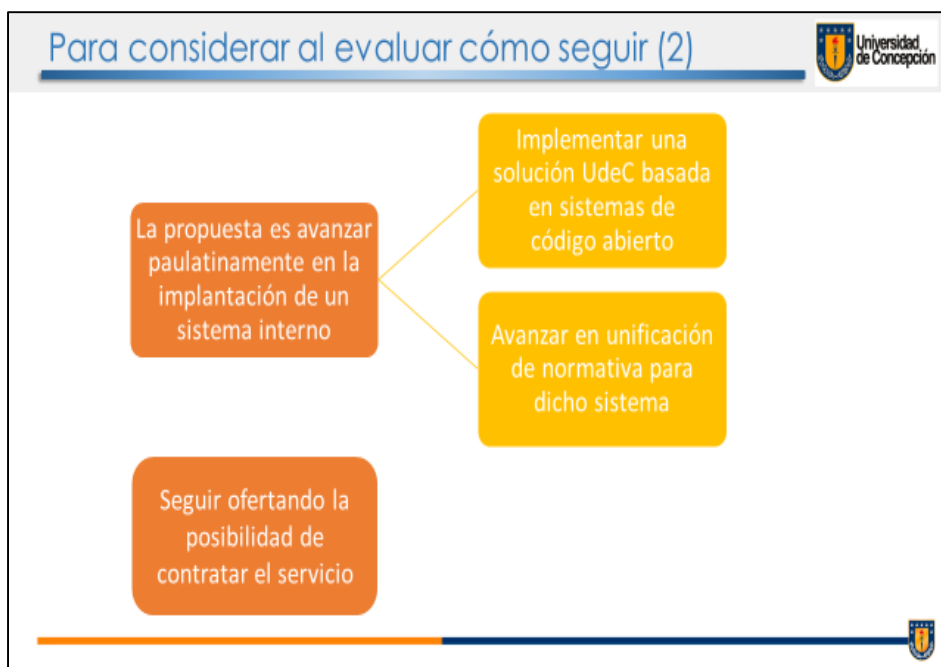 Para considerar al evaluar cómo seguir (2)
Universidad
de Concepción
La propuesta es avanzar
paulatinamente en la
implantación de un
sistema interno
Implementar una
solución UdeC basada
en sistemas de
código abierto
Avanzar en unificación
de normativa para
dicho sistema
Seguir ofertando la
posibilidad de
contratar el servicio